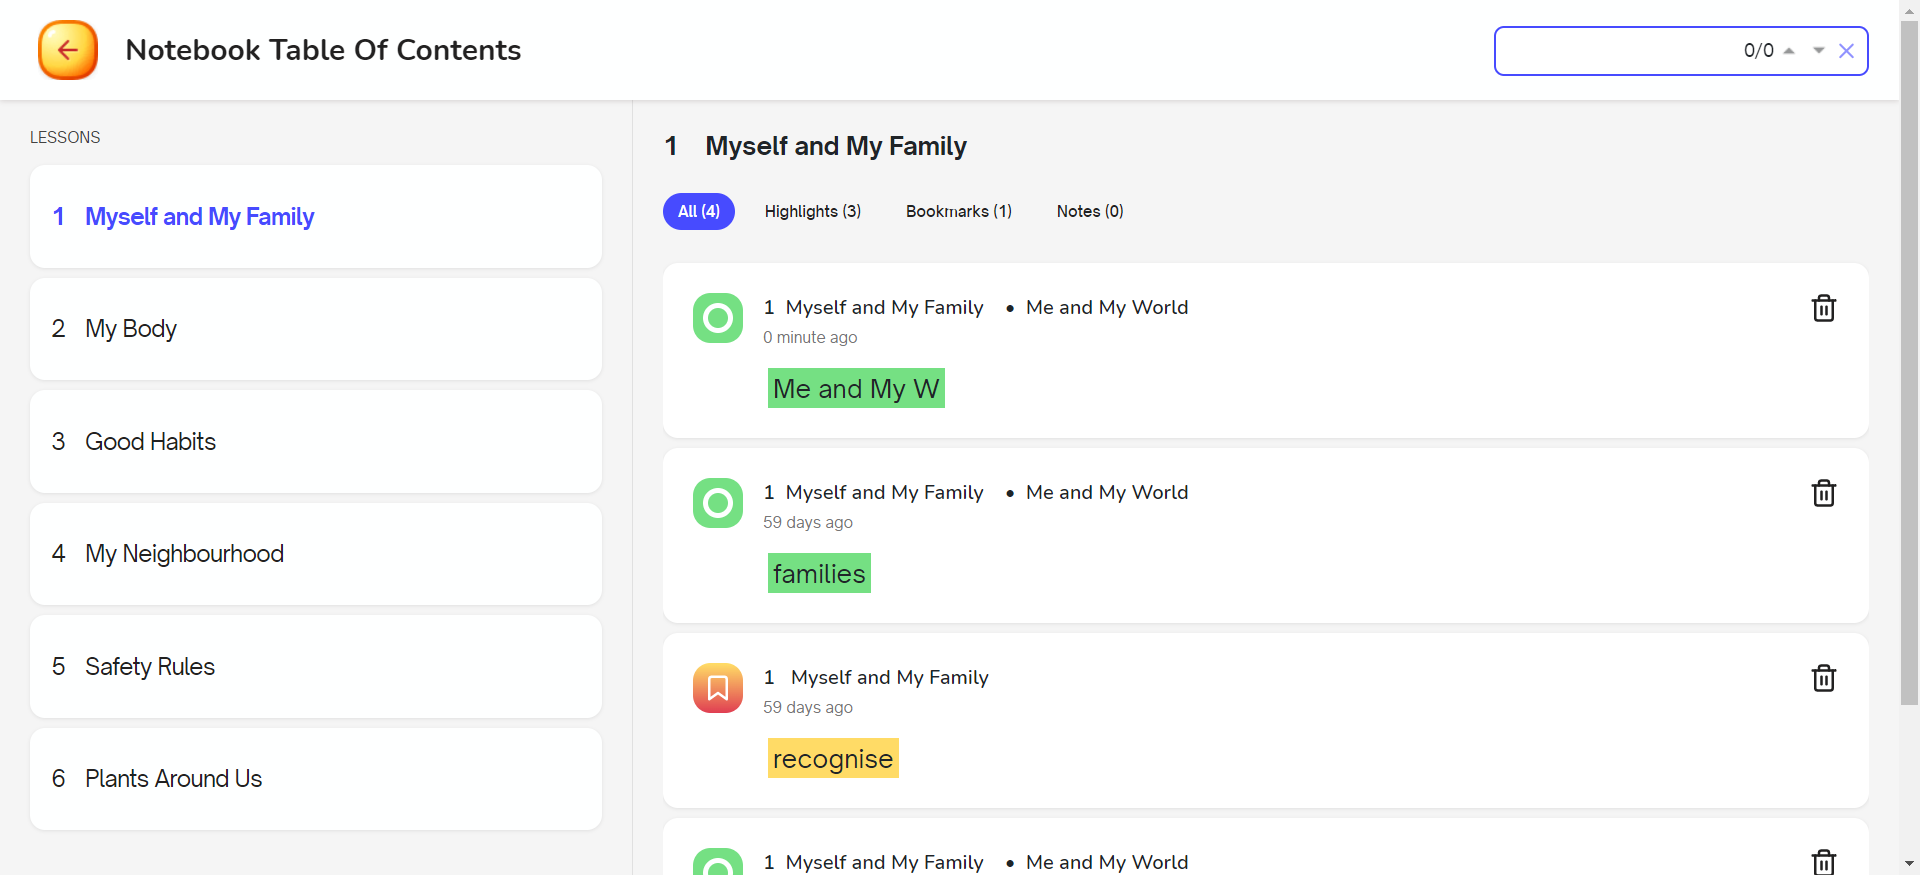 Notebook Table Of Contents
0/0
LESSONS
1 Myself and My Family
2 My Body
3 Good Habits
4 My Neighbourhood
5 Safety Rules
6 Plants Around Us
1 Myself and My Family
All (4) Highlights (3) Bookmarks (1) Notes (0)
1 Myself and My Family • Me and My World
0 minute ago
Me and My W
1 Myself and My Family • Me and My World
59 days ago
families
1 Myself and My Family
59 days ago
recognise
1 Myself and My Family • Me and My World